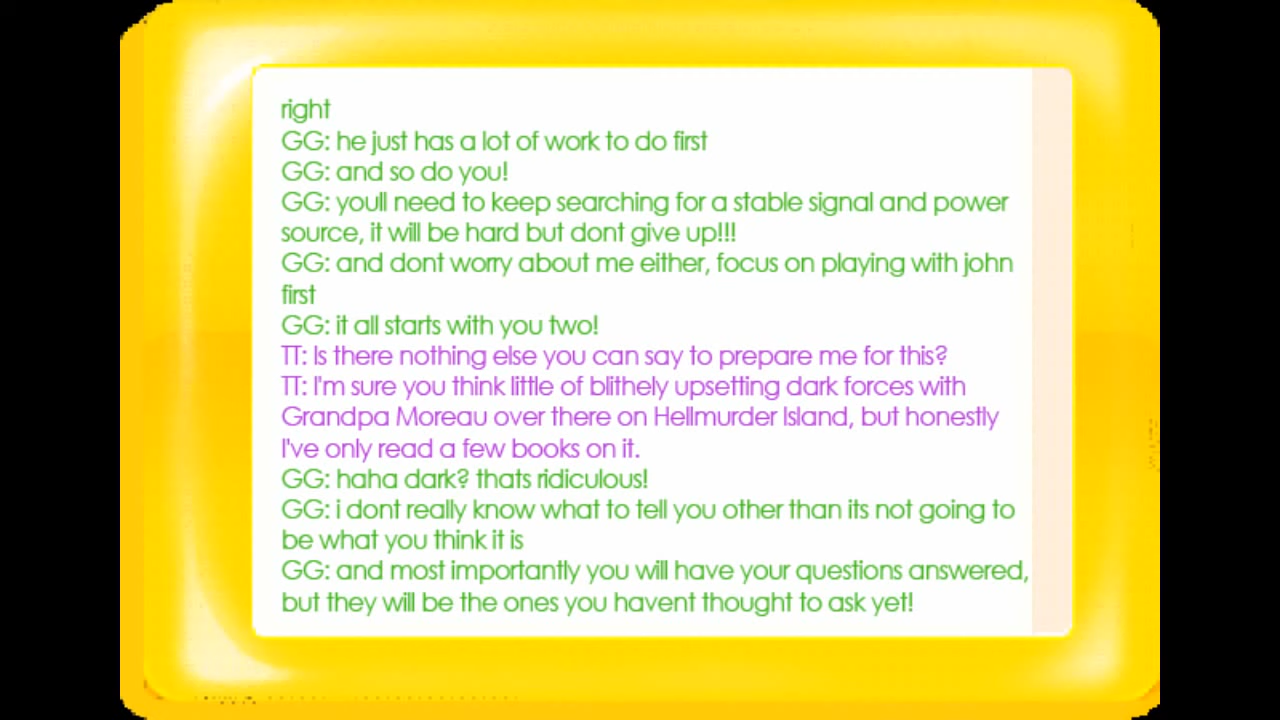 right
GG: he just has a lot of work to do first
GG: and so do you!
GG: youll need to keep searching for a stable signal and power
source, it will be hard but dont give up!!!
GG: and dont worry about me either, focus on playing with john
first
GG: it all starts with you two!
TT: Is there nothing else you can say to prepare me for this?
TT: I'm sure you think little of blithely upsetting dark forces with
Grandpa Moreau over there on Hellmurder Island, but honestly
I've only read a few books on it.
GG: haha dark? thats ridiculous!
GG: i dont really know what to tell you other than its not going to
be what you think it is
GG: and most importantly you will have your questions answered,
but they will be the ones you havent thought to ask yet!